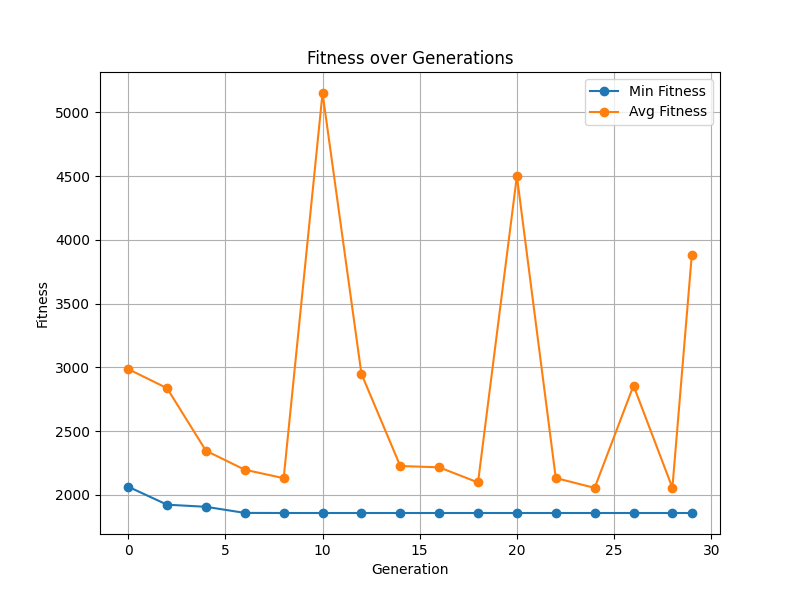 Fitness over Generations
Min Fitness
Avg Fitness
5000
4500
4000
3500
3000
2500
2000
Fitness
0 5 10 15 20 25 30
Generation